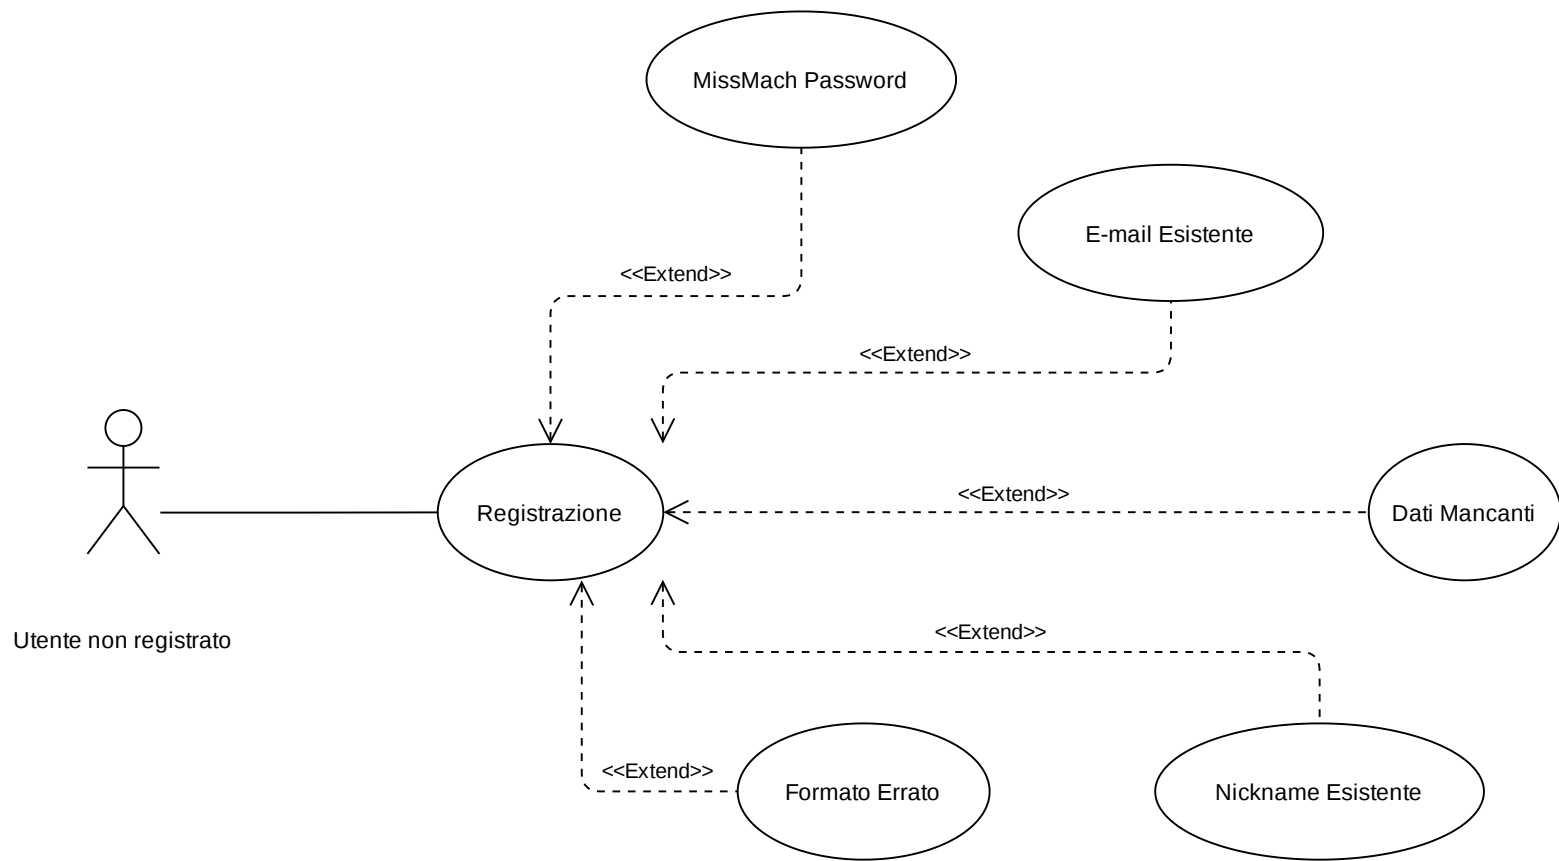 MissMach Password
E-mail Esistente
<<Extend>>
<<Extend>>
<<Extend>>
Registrazione
Dati Mancanti
Utente non registrato
<<Extend>>
<<Extend>>
Formato Errato
Nickname Esistente